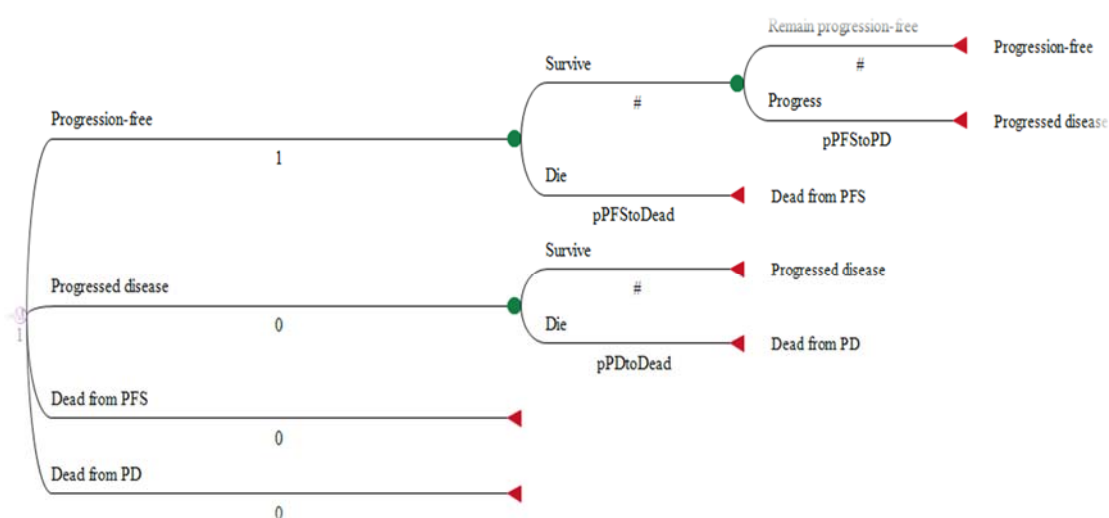 Remain progression-free
Survive
#
Progression-free
#
Progress
Progressed disease
pPFStoPD
Progression-free
1
Die
Dead from PFS
pPFStoDead
Survive
Progressed disease
#
Progressed disease
0
Die
Dead from PD
pPDtoDead
1
Dead from PFS
0
Dead from PD
0